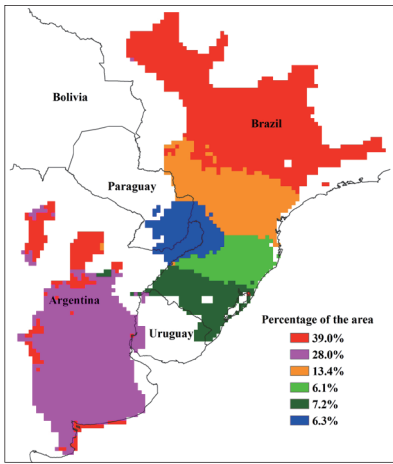 Bolivia
Brazil
Paraguay
Argentina
Uruguay
Percentage of the area
39.0%
28.0%
13.4%
6.1%
7.2%
6.3%